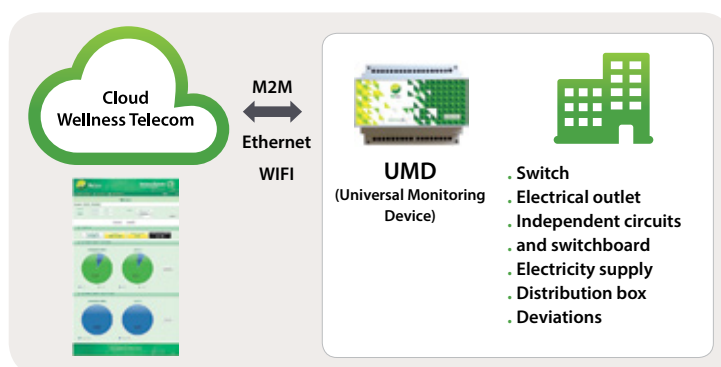 Cloud
Wellness Telecom
M2M
Ethernet
WIFI
UMD
(Universal Monitoring
Device)
. Switch
. Electrical outlet
. Independent circuits
. and switchboard
. Electricity supply
. Distribution box
. Deviations